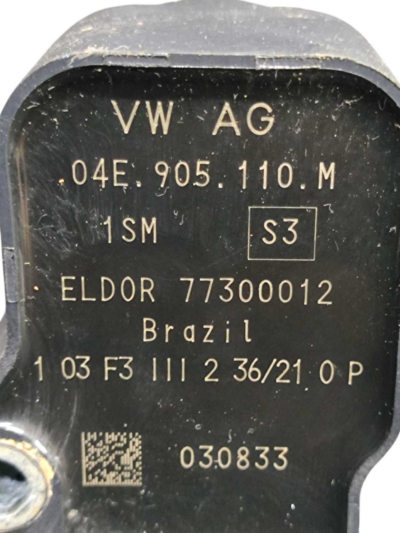 VW AG
04E.905.110.M
1SM S3
ELDOR 77300012
Brazil
1 03 F3 III 2 36/21 0 P
030833